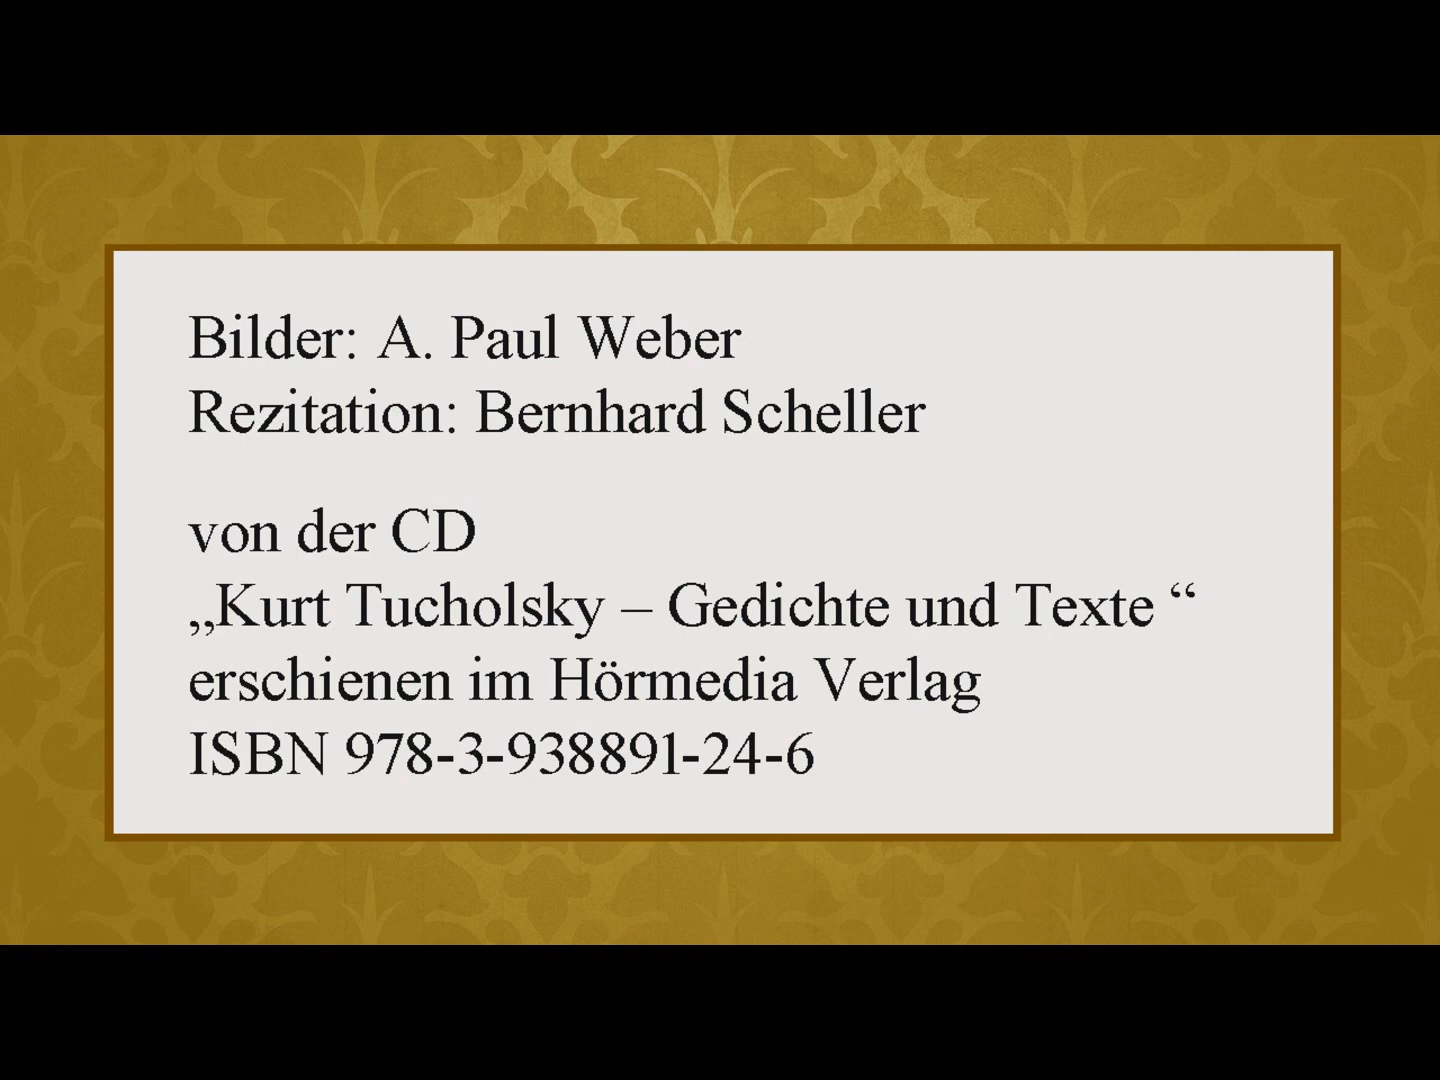 Bilder: A. Paul Weber
Rezitation: Bernhard Scheller
von der CD
„Kurt Tucholsky – Gedichte und Texte “
erschienen im Hörmedia Verlag
ISBN 978-3-938891-24-6